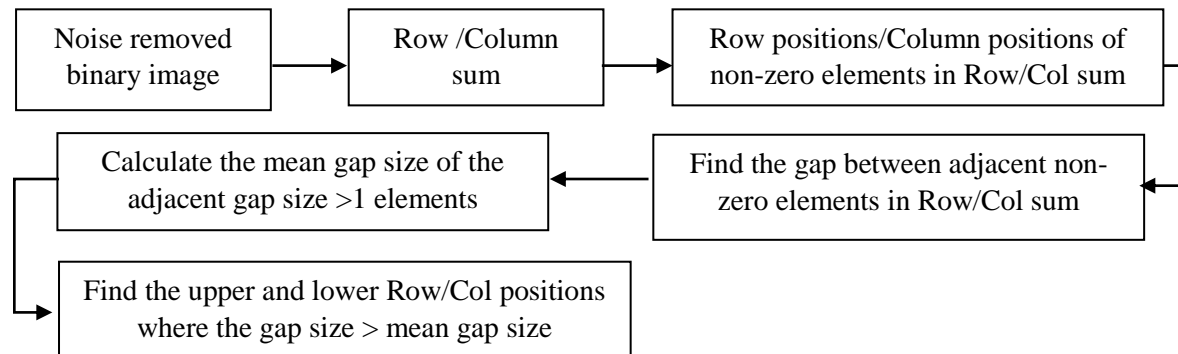 Noise removed
binary image
Row /Column
sum
Row positions/Column positions of
non-zero elements in Row/Col sum
Find the gap between adjacent non-
zero elements in Row/Col sum
Calculate the mean gap size of the
adjacent gap size >1 elements
Find the upper and lower Row/Col positions
where the gap size > mean gap size